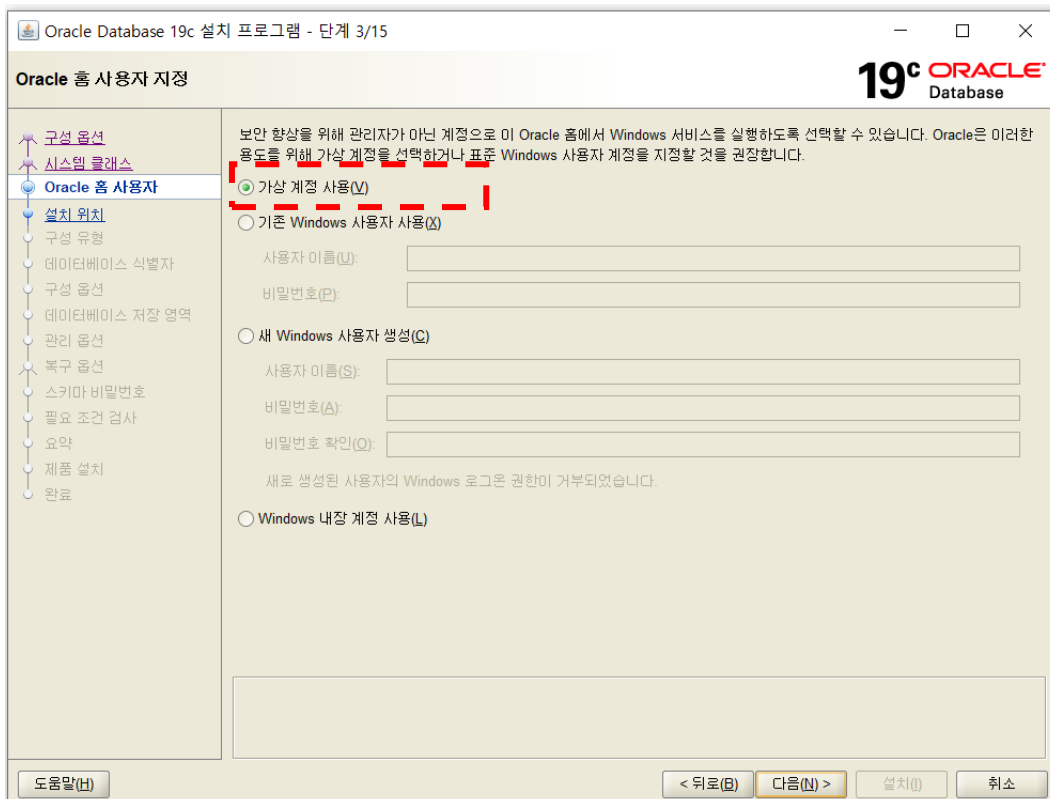 Oracle Database 19c 설치 프로그램 - 단계 3/15
Oracle 홈 사용자 지정
19c ORACLE
Database
구성 옵션
시스템 클래스
Oracle 홈 사용자
설치 위치
구성 유형
데이터베이스 식별자
구성 옵션
데이터베이스 저장 영역
관리 옵션
복구 옵션
스키마 비밀번호
필요 조건 검사
요약
제품 설치
완료
보안 향상을 위해 관리자가 아닌 계정으로 이 Oracle 홈에서 Windows 서비스를 실행하도록 선택할 수 있습니다. Oracle은 이러한
용도를 위해 가상 계정을 선택하거나 표준 Windows 사용자 계정을 지정할 것을 권장합니다.
가상 계정 사용(V)
기존 Windows 사용자 사용(X)
사용자 이름(U):
비밀번호(P):
새 Windows 사용자 생성(C)
사용자 이름(S):
비밀번호(A):
비밀번호 확인(O):
새로 생성된 사용자의 Windows 로그온 권한이 거부되었습니다.
Windows 내장 계정 사용(L)
도움말(H)
< 뒤로(B)
다음(N) >
설치(I)
취소